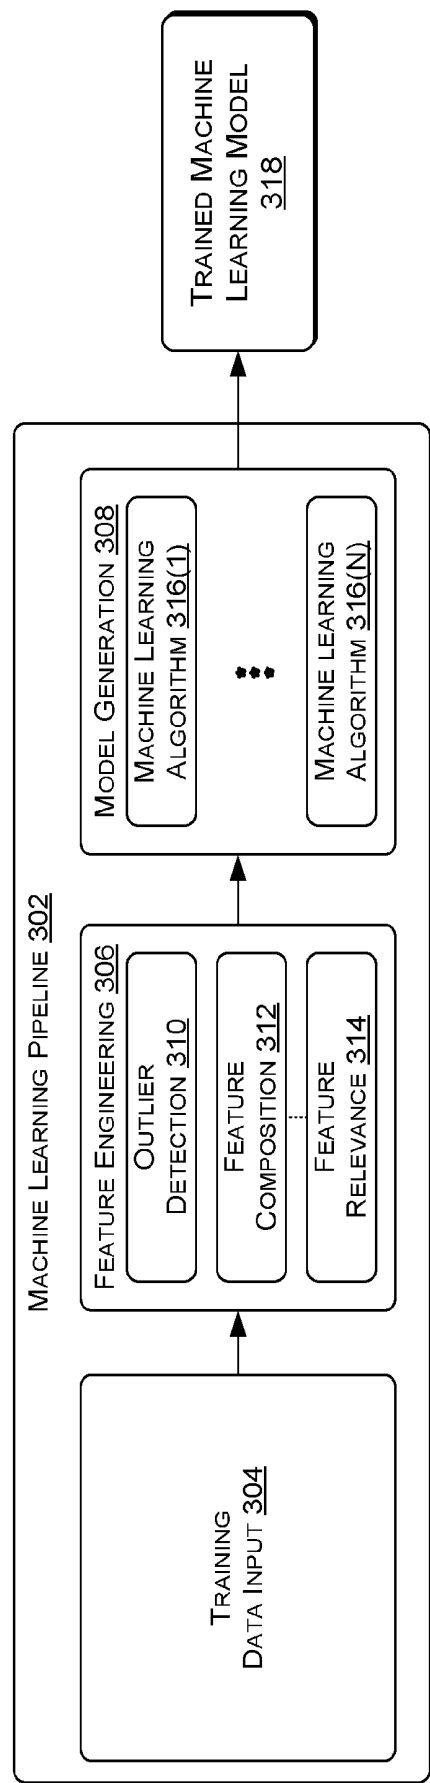 MACHINE LEARNING PIPELINE 302
TRAINING
DATA INPUT 304
FEATURE ENGINEERING 306
OUTLIER
DETECTION 310
FEATURE
COMPOSITION 312
FEATURE
RELEVANCE 314
MODEL GENERATION 308
MACHINE LEARNING
ALGORITHM 316(1)
MACHINE LEARNING
ALGORITHM 316(N)
TRAINED MACHINE
LEARNING MODEL
318